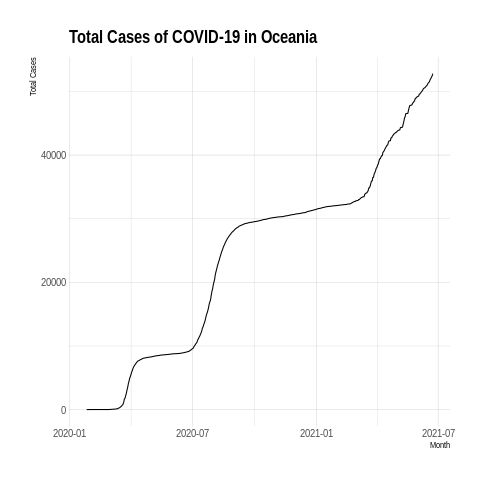 Total Cases of COVID-19 in Oceania
Total Cases
40000
20000
0
2020-01
2020-07
2021-01
2021-07
Month